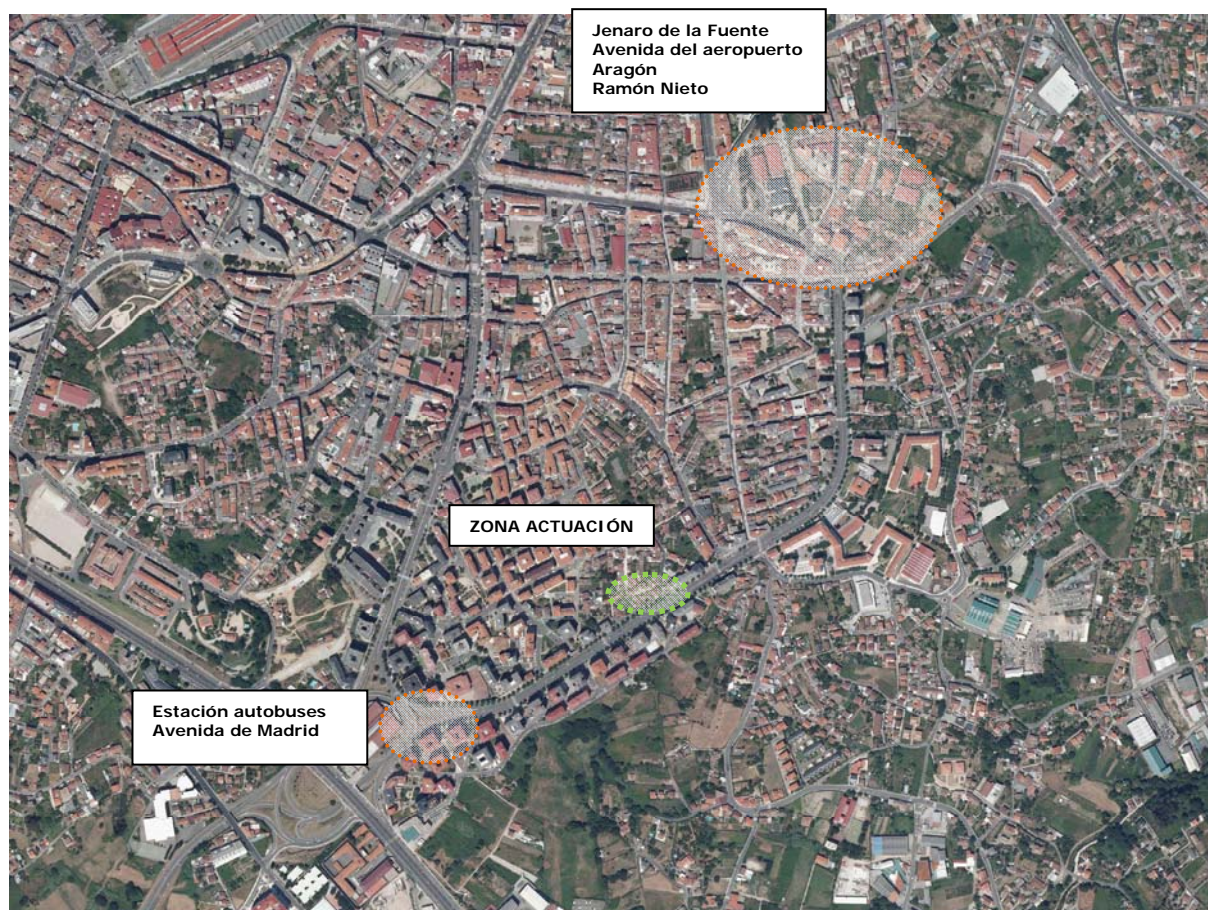 Jenaro de la Fuente
Avenida del aeropuerto
Aragón
Ramón Nieto
ZONA ACTUACIÓN
Estación autobuses
Avenida de Madrid